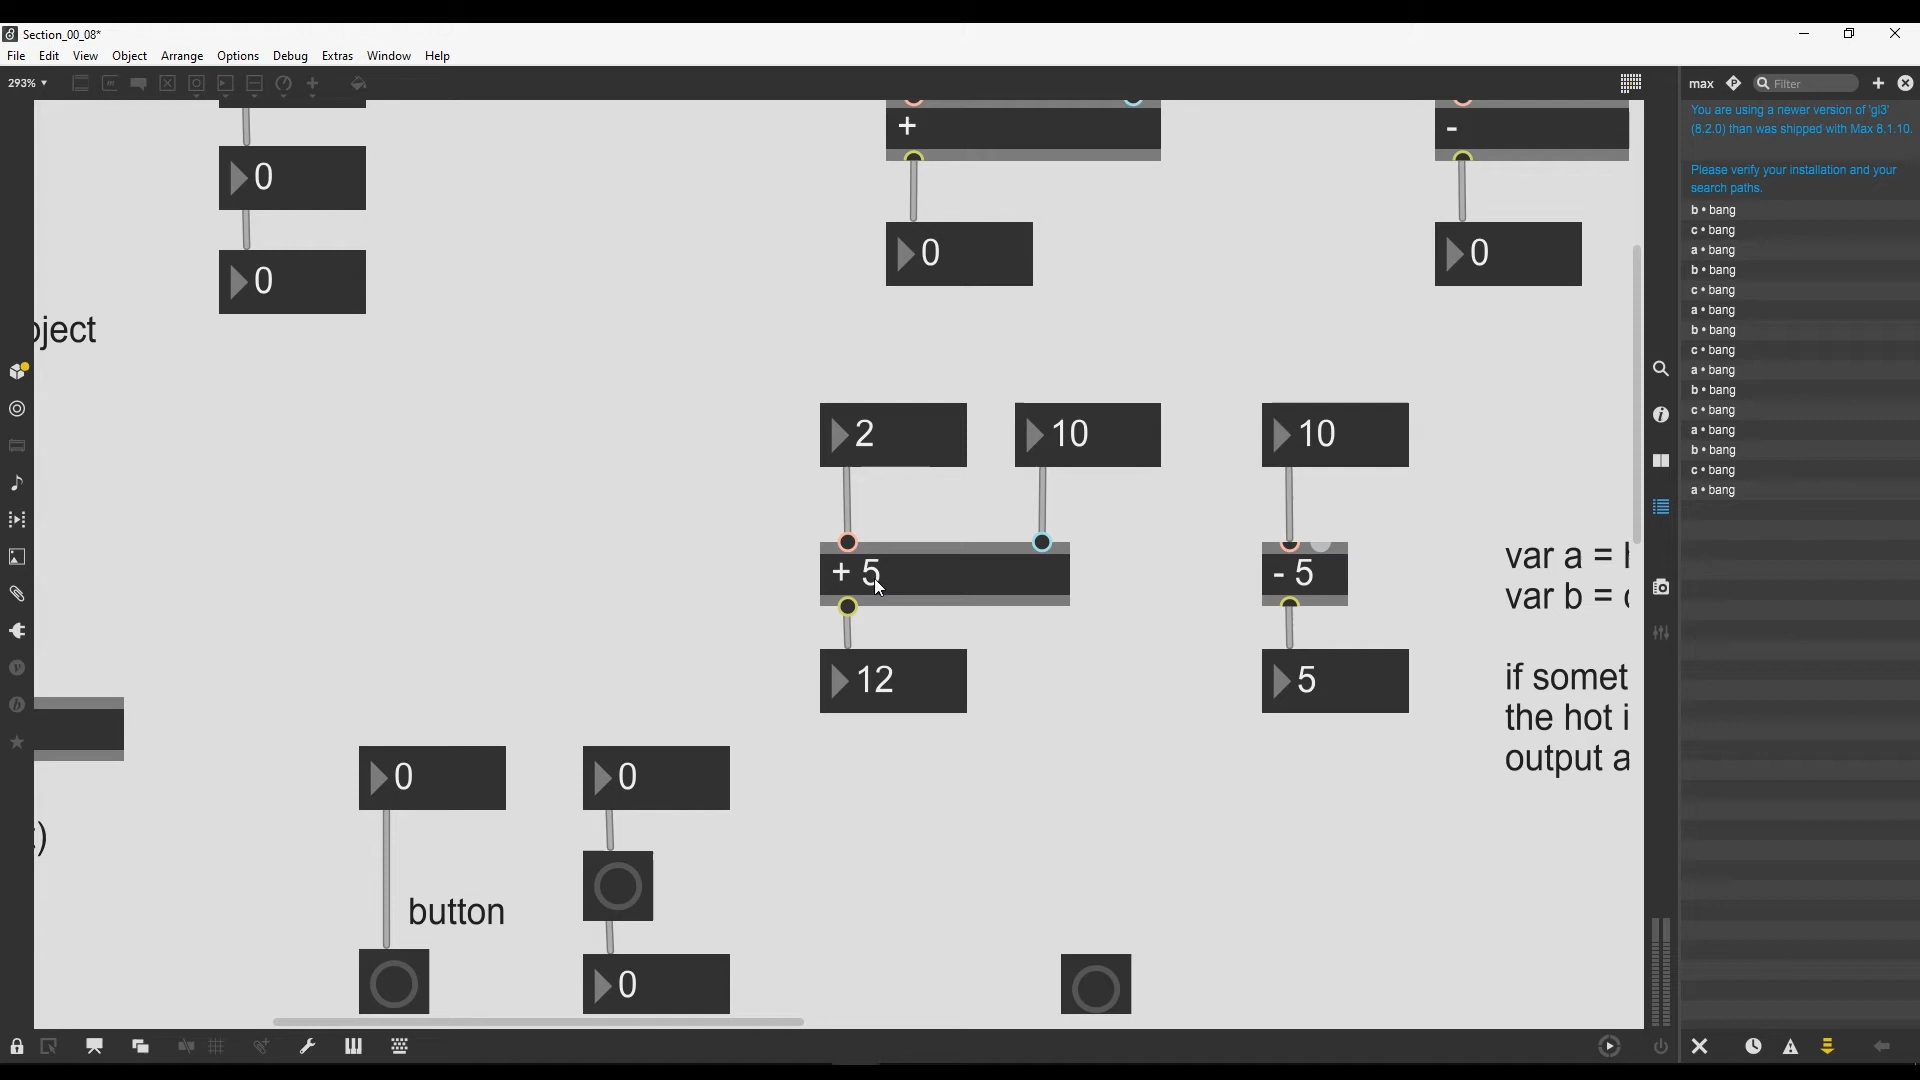 Section_00_08*
File Edit View Object Arrange Options Debug Extras Window Help
293%
max
Filter
You are using a newer version of 'gl3'
(8.2.0) than was shipped with Max 8.1.10.
Please verify your installation and your
search paths.
b • bang
c • bang
a • bang
b • bang
c • bang
a • bang
b • bang
c • bang
a • bang
b • bang
c • bang
a • bang
b • bang
c • bang
a • bang
+
-
0
0
0
0
oject
2
10
10
+ 5
- 5
12
5
var a =
var b =
if somet
the hot i
output a
0
0
button
0